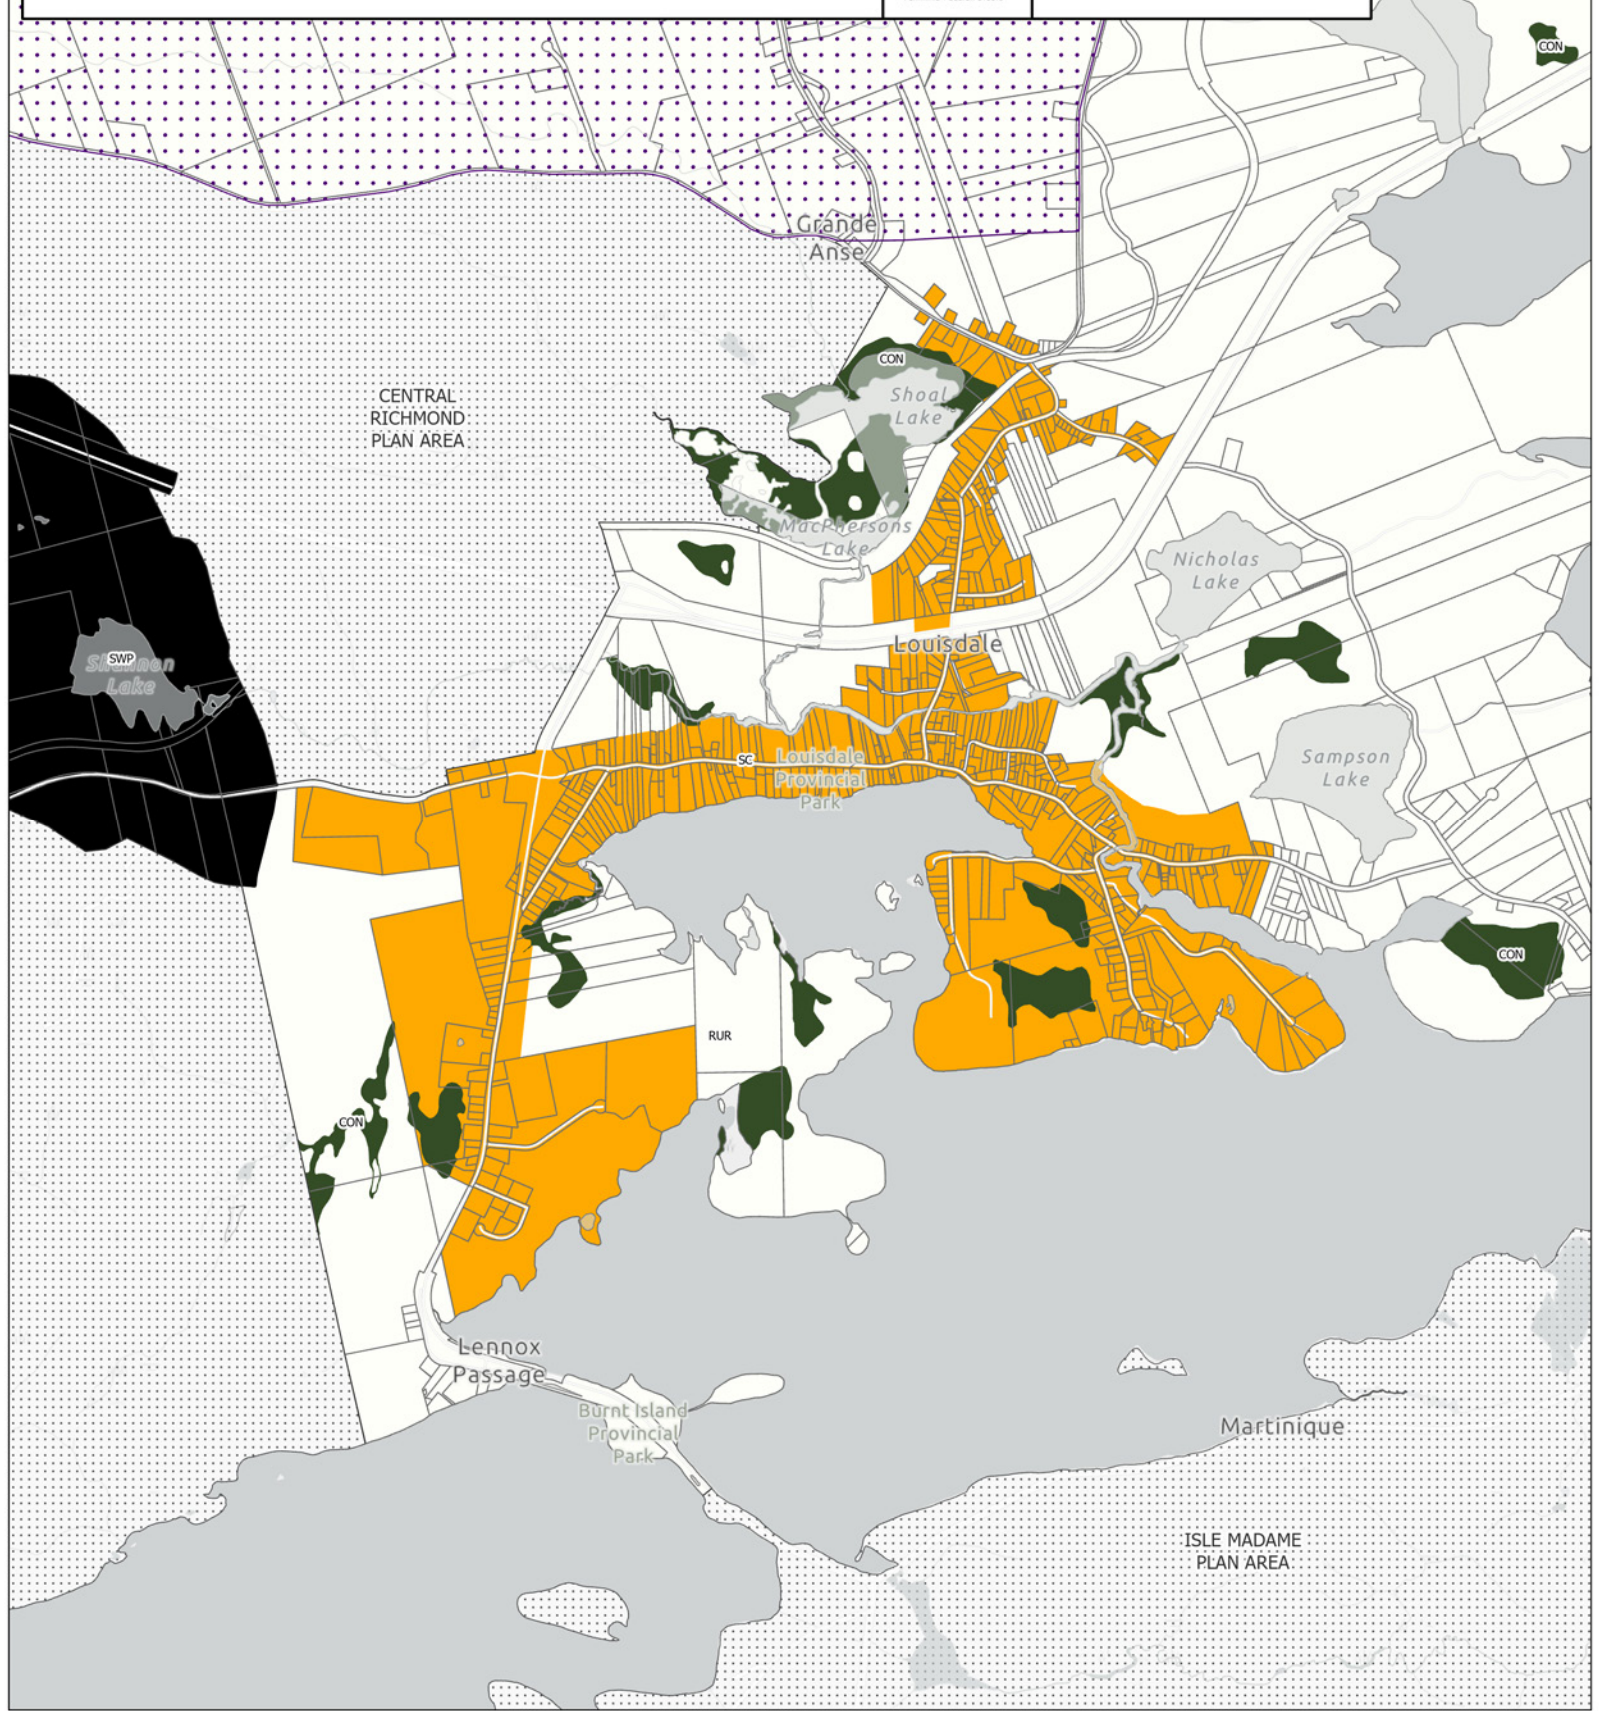 CON
Grande
Anse
CON
Shoal
Lake
CENTRAL
RICHMOND
PLAN AREA
MacPhersons
Lake
Nicholas
Lake
Louisdale
SWP
Shannon
Lake
SC
Louisdale
Provincial
Park
Sampson
Lake
CON
RUR
CON
Lennox
Passage
Burnt Island
Provincial
Park
Martinique
ISLE MADAME
PLAN AREA